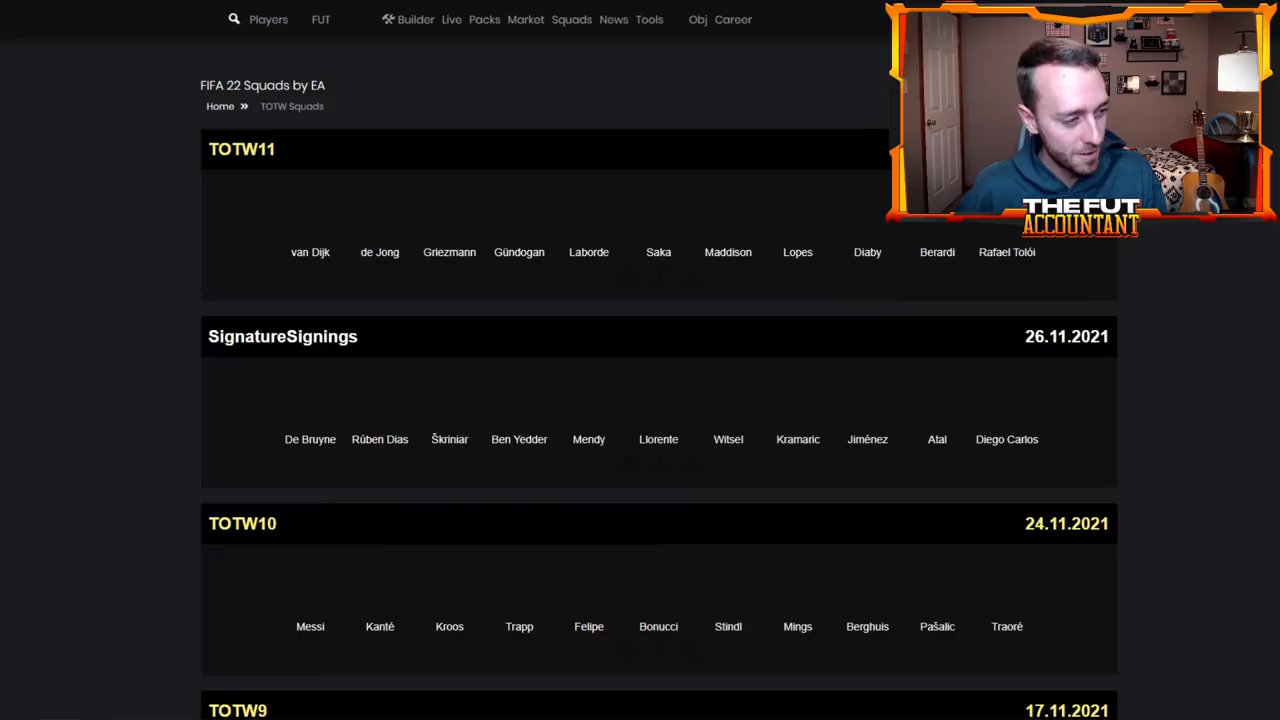 Players FUT Builder Live Packs Market Squads News Tools Obj Career
FIFA 22 Squads by EA
Home » TOTW Squads
TOTW11
van Dijk de Jong Griezmann Gündogan Laborde Saka Maddison Lopes Diaby Berardi Rafael Tolói
THE FUT
ACCOUNTANT
SignatureSignings 26.11.2021
De Bruyne Rúben Dias Škriniar Ben Yedder Mendy Llorente Witsel Kramaric Jiménez Atal Diego Carlos
TOTW10 24.11.2021
Messi Kanté Kroos Trapp Felipe Bonucci Stindl Mings Berghuis Pašalic Traoré
TOTW9 17.11.2021